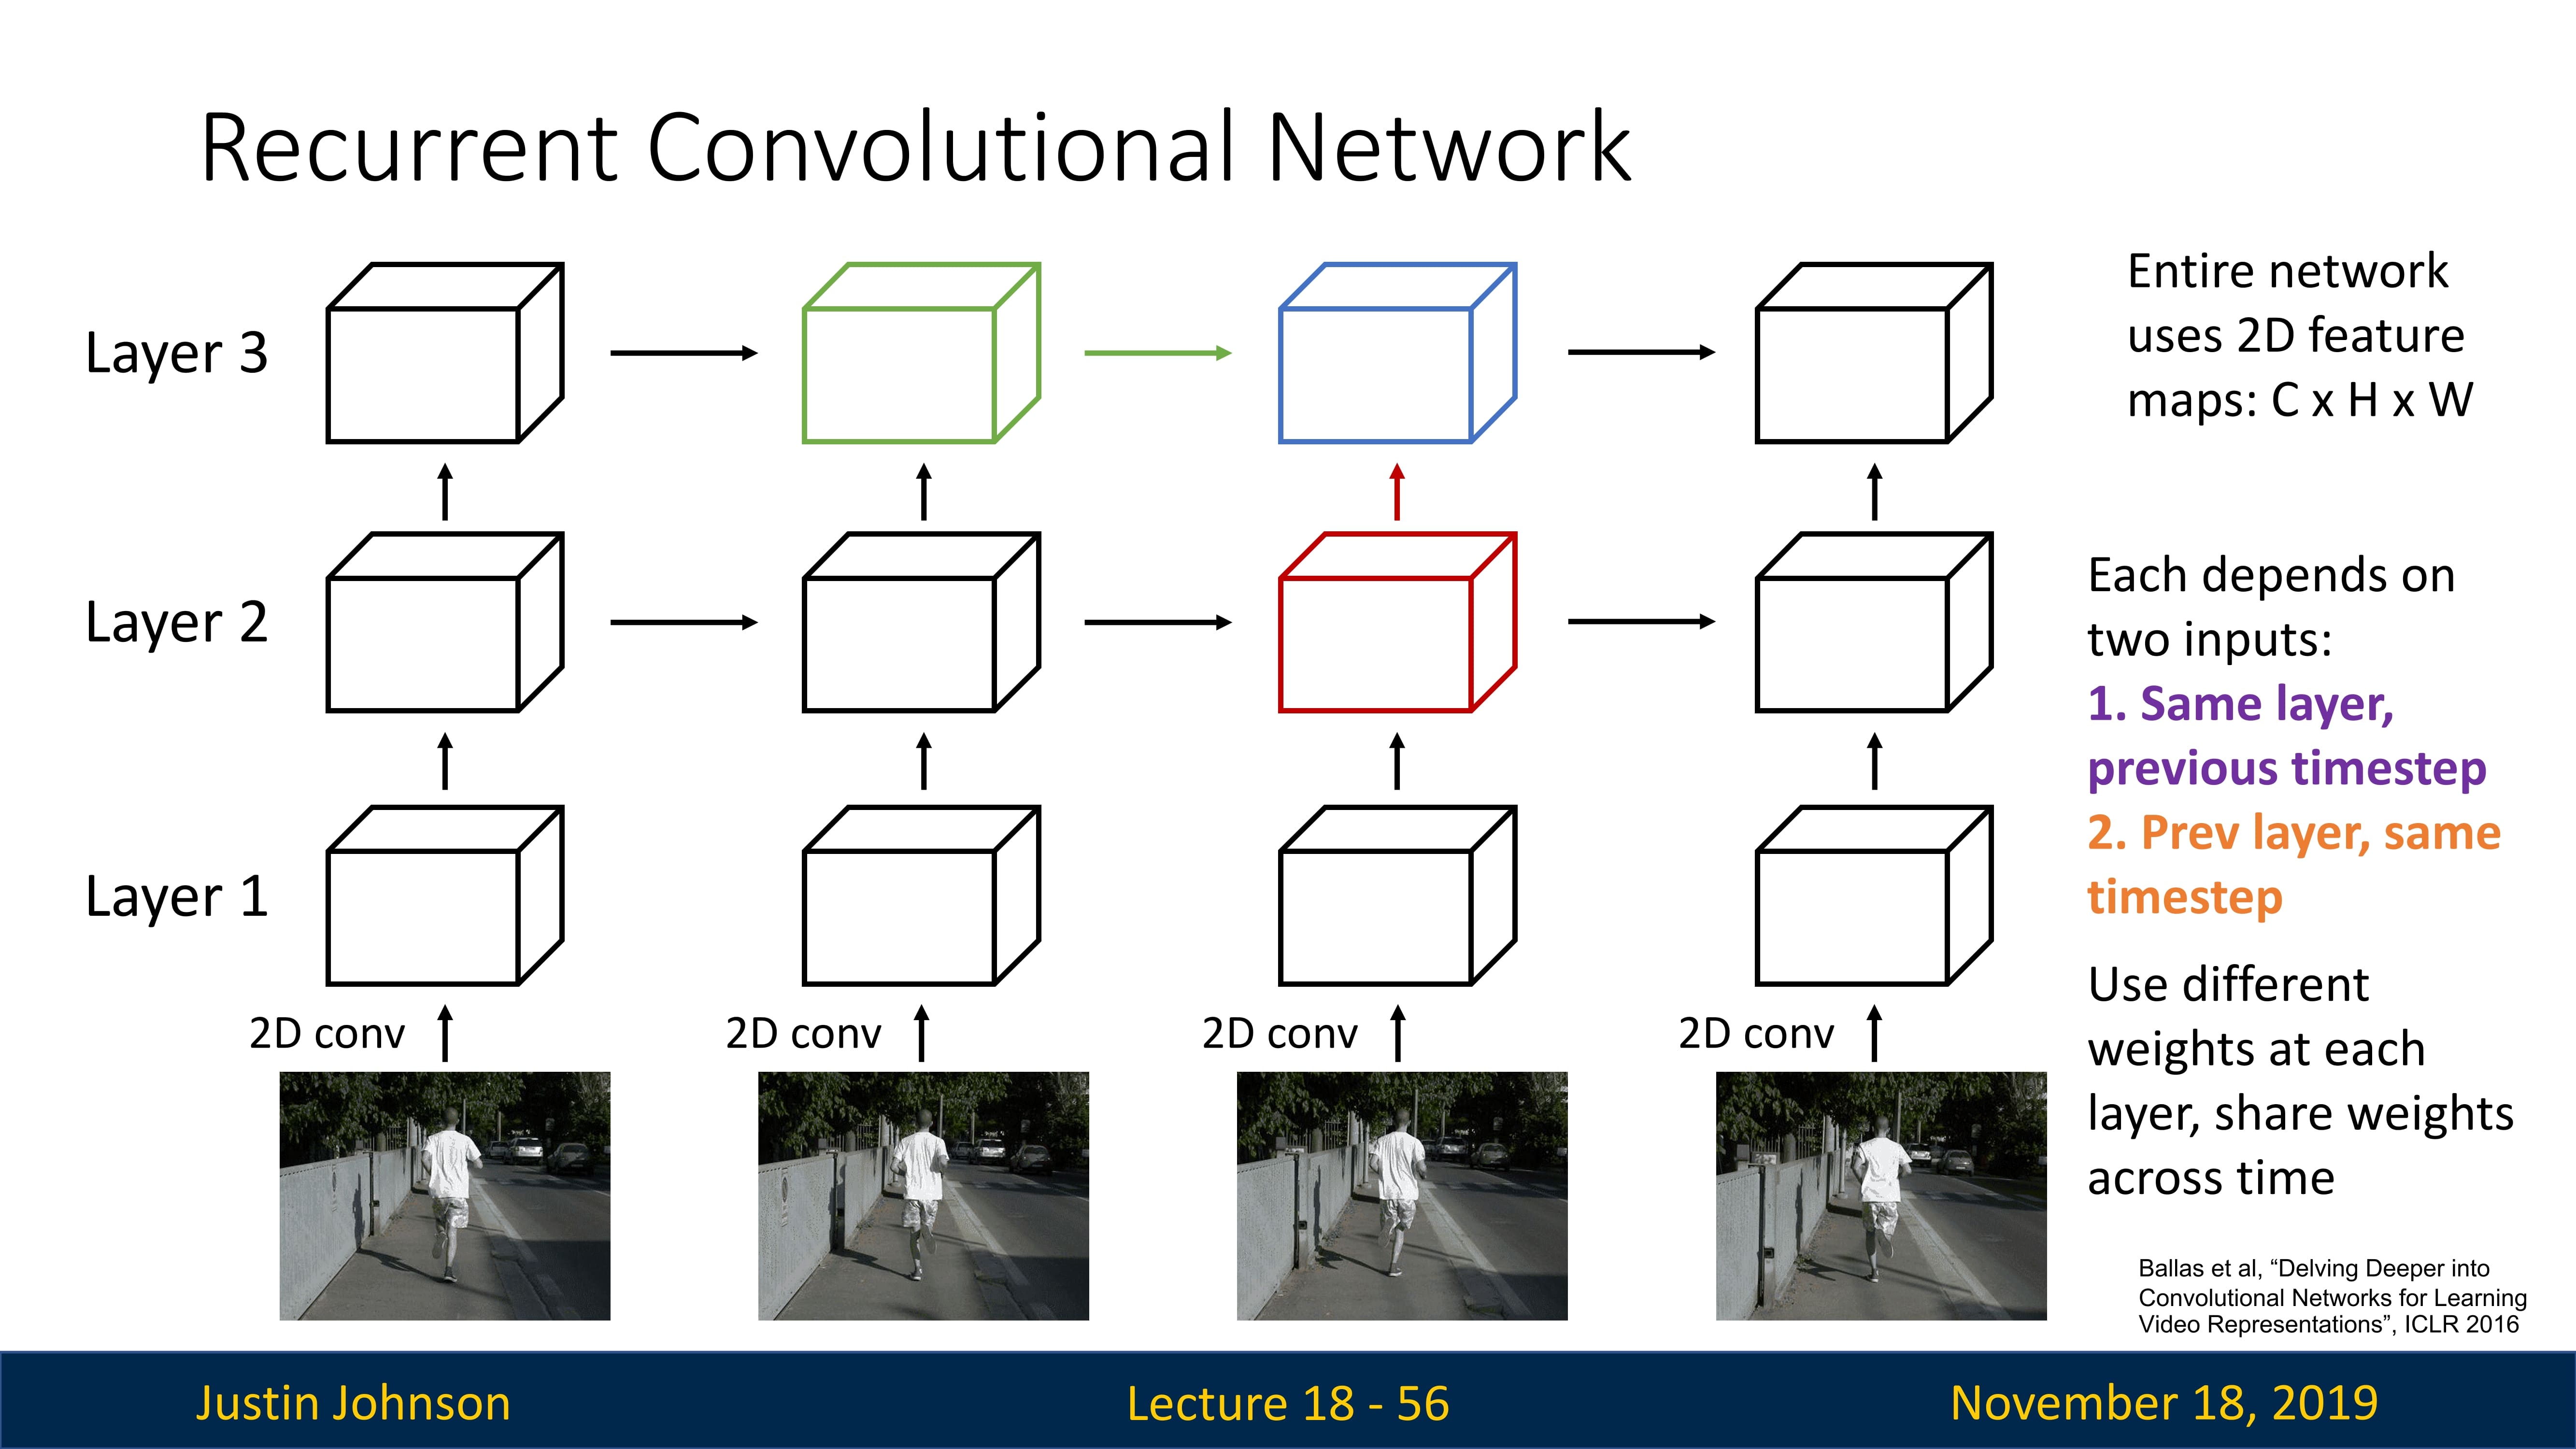 Recurrent Convolutional Network
Layer 3
Entire network
uses 2D feature
maps: C x H x W
Layer 2
Each depends on
two inputs:
1. Same layer,
previous timestep
2. Prev layer, same
timestep
Layer 1
Use different
weights at each
layer, share weights
across time
2D conv
2D conv
2D conv
2D conv
Ballas et al, “Delving Deeper into
Convolutional Networks for Learning
Video Representations”, ICLR 2016
Justin Johnson
Lecture 18 - 56
November 18, 2019